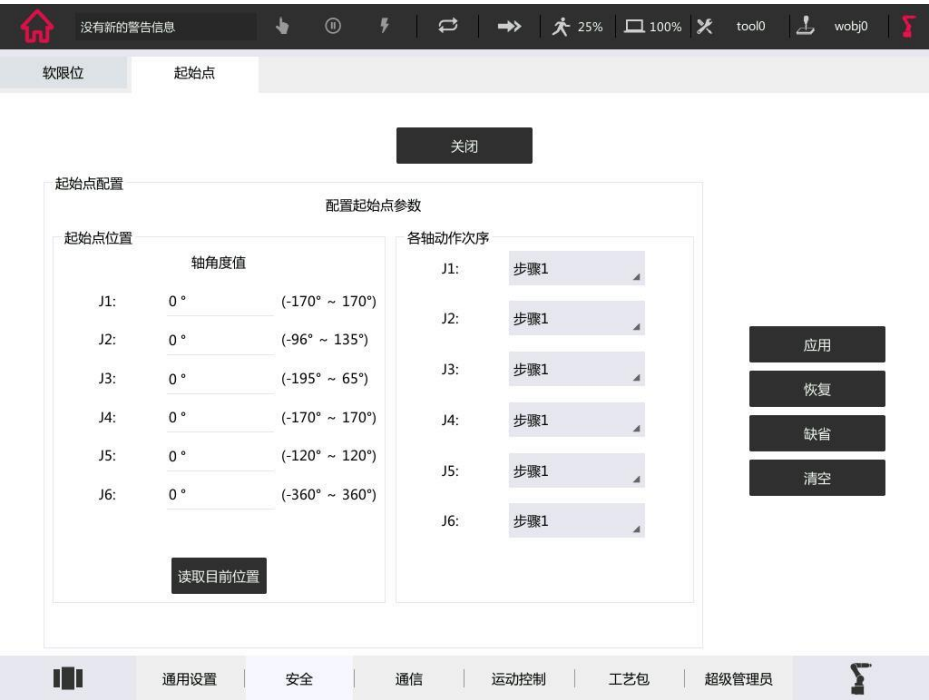 没有新的警告信息 25% 100% tool0 wobj0
软限位 起始点
关闭
起始点配置
配置起始点参数
起始点位置 各轴动作次序
轴角度值
J1: 0 ° (-170° ~ 170°) J1: 步骤1
J2: 0 ° (-96° ~ 135°) J2: 步骤1
J3: 0 ° (-195° ~ 65°) J3: 步骤1
J4: 0 ° (-170° ~ 170°) J4: 步骤1
J5: 0 ° (-120° ~ 120°) J5: 步骤1
J6: 0 ° (-360° ~ 360°) J6: 步骤1
读取目前位置
应用
恢复
缺省
清空
通用设置 安全 通信 运动控制 工艺包 超级管理员